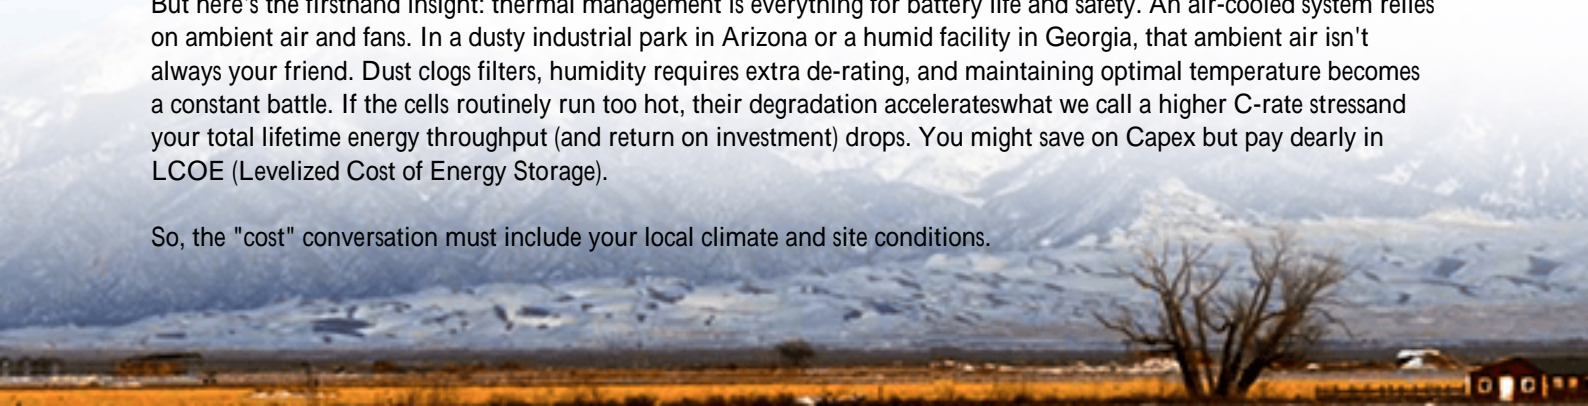 But here's the firsthand insight: thermal management is everything for battery life and safety. An air-cooled system relies
on ambient air and fans. In a dusty industrial park in Arizona or a humid facility in Georgia, that ambient air isn't
always your friend. Dust clogs filters, humidity requires extra de-rating, and maintaining optimal temperature becomes
a constant battle. If the cells routinely run too hot, their degradation accelerateswhat we call a higher C-rate stressand
your total lifetime energy throughput (and return on investment) drops. You might save on Capex but pay dearly in
LCOE (Levelized Cost of Energy Storage).
So, the "cost" conversation must include your local climate and site conditions.